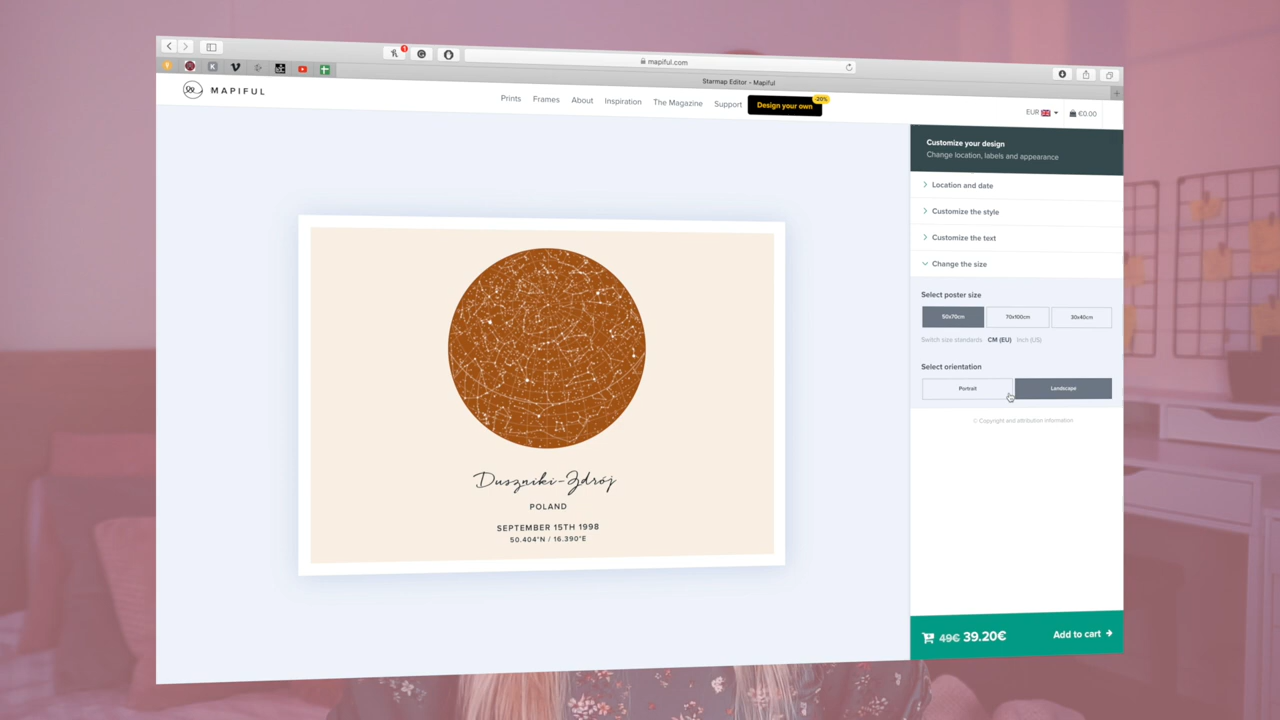 mapiful.com
Starmap Editor – Mapiful
MAPIFUL
Prints Frames About Inspiration The Magazine Support Design your own -20%
EUR €0.00
Customize your design
Change location, labels and appearance
Location and date
Customize the style
Customize the text
Change the size
Select poster size
50x70cm 70x100cm 30x40cm
Switch size standards CM (EU) Inch (US)
Select orientation
Portrait Landscape
© Copyright and attribution information
Duszniki-Zdrój
POLAND
SEPTEMBER 15TH 1998
50.404°N / 16.390°E
49€ 39.20€ Add to cart